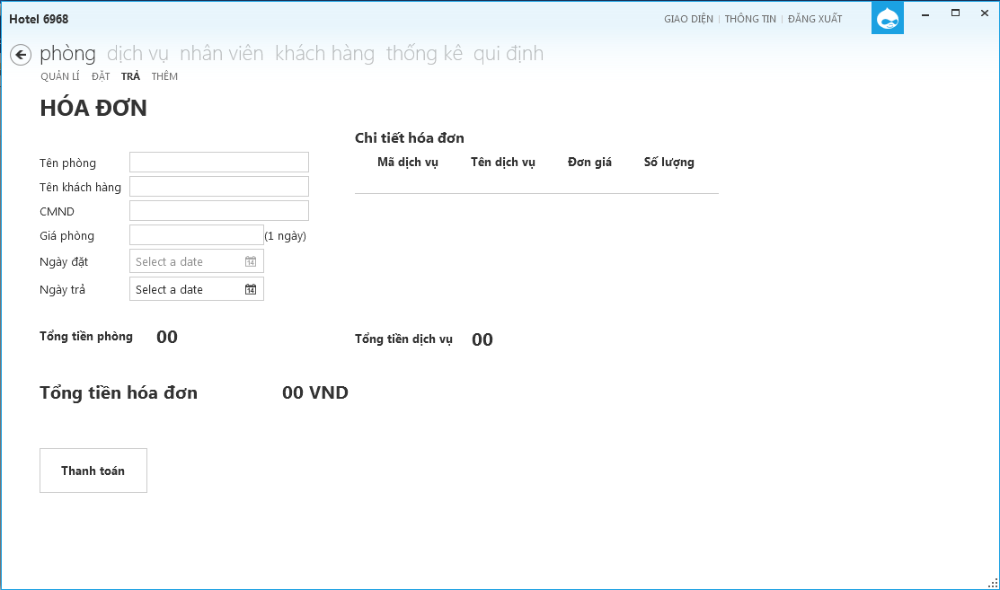 Hotel 6968
GIAO DIỆN | THÔNG TIN | ĐĂNG XUẤT
phòng dịch vụ nhân viên khách hàng thống kê qui định
QUẢN LÍ ĐẶT TRẢ THÊM
HÓA ĐƠN
Chi tiết hóa đơn
Mã dịch vụ Tên dịch vụ Đơn giá Số lượng
Tên phòng
Tên khách hàng
CMND
Giá phòng (1 ngày)
Ngày đặt Select a date 14
Ngày trả Select a date 14
Tổng tiền phòng 00
Tổng tiền dịch vụ 00
Tổng tiền hóa đơn 00 VND
Thanh toán